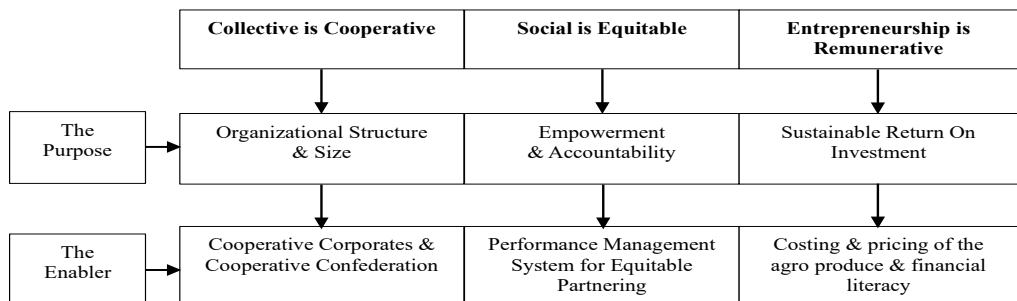 Collective is Cooperative
Social is Equitable
Entrepreneurship is
Remunerative
The
Purpose
Organizational Structure
& Size
Empowerment
& Accountability
Sustainable Return On
Investment
The
Enabler
Cooperative Corporates &
Cooperative Confederation
Performance Management
System for Equitable
Partnering
Costing & pricing of the
agro produce & financial
literacy